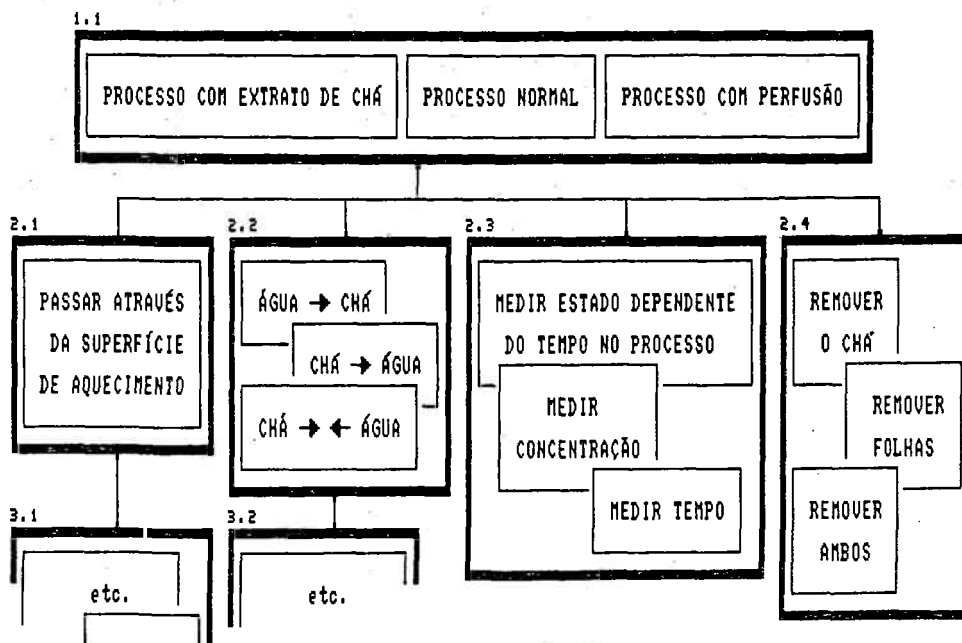 1.1
PROCESSO COM EXTRATO DE CHÁ
PROCESSO NORMAL
PROCESSO COM PERFUSÃO
2.1
PASSAR ATRAVÉS
DA SUPERFÍCIE
DE AQUECIMENTO
2.2
ÁGUA → CHÁ
CHÁ → ÁGUA
CHÁ → ← ÁGUA
2.3
MEDIR ESTADO DEPENDENTE
DO TEMPO NO PROCESSO
MEDIR
CONCENTRAÇÃO
MEDIR TEMPO
2.4
REMOVER
O CHÁ
REMOVER
FOLHAS
REMOVER
AMBOS
3.1
etc.
3.2
etc.